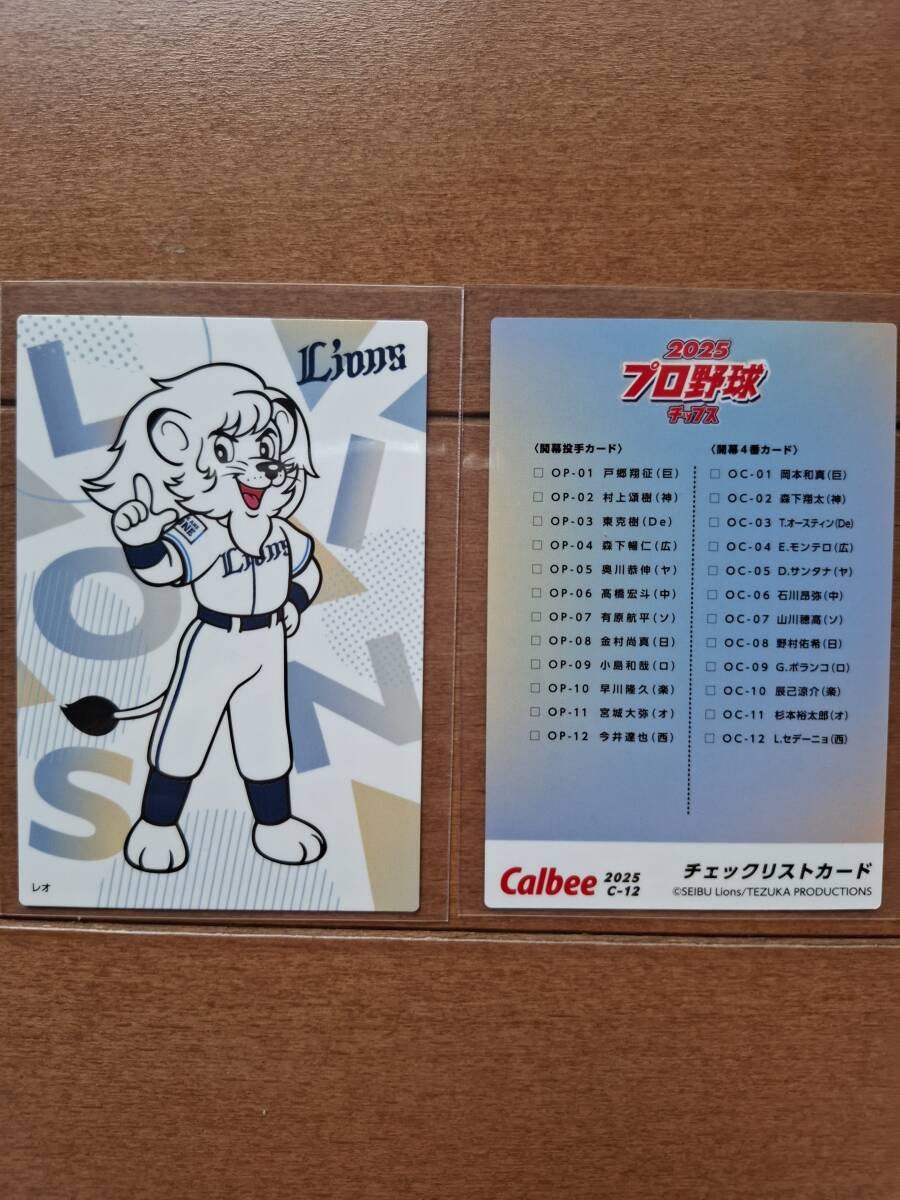 Lions
LIONS
Lions
レオ
2025
プロ野球
チップス
〈開幕投手カード〉
□ OP-01 戸郷翔征(巨)
□ OP-02 村上頌樹(神)
□ OP-03 東克樹(De)
□ OP-04 森下暢仁(広)
□ OP-05 奥川恭伸(ヤ)
□ OP-06 髙橋宏斗(中)
□ OP-07 有原航平(ソ)
□ OP-08 金村尚真(日)
□ OP-09 小島和哉(ロ)
□ OP-10 早川隆久(楽)
□ OP-11 宮城大弥(オ)
□ OP-12 今井達也(西)
〈開幕4番カード〉
□ OC-01 岡本和真(巨)
□ OC-02 森下翔太(神)
□ OC-03 T.オースティン(De)
□ OC-04 E.モンテロ(広)
□ OC-05 D.サンタナ(ヤ)
□ OC-06 石川昂弥(中)
□ OC-07 山川穂高(ソ)
□ OC-08 野村佑希(日)
□ OC-09 G.ポランコ(ロ)
□ OC-10 辰己涼介(楽)
□ OC-11 杉本裕太郎(オ)
□ OC-12 L.セデーニョ(西)
Calbee 2025
C-12
チェックリストカード
©SEIBU Lions/TEZUKA PRODUCTIONS